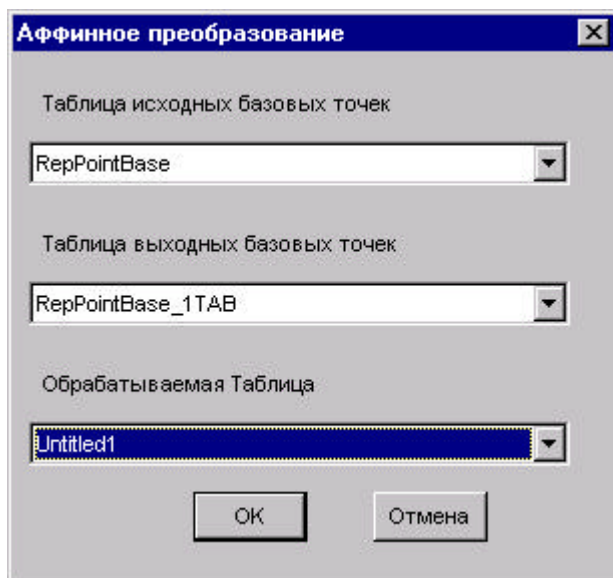 Аффинное преобразование
Таблица исходных базовых точек
RepPointBase
Таблица выходных базовых точек
RepPointBase_1TAB
Обрабатываемая Таблица
Untitled1
OK Отмена